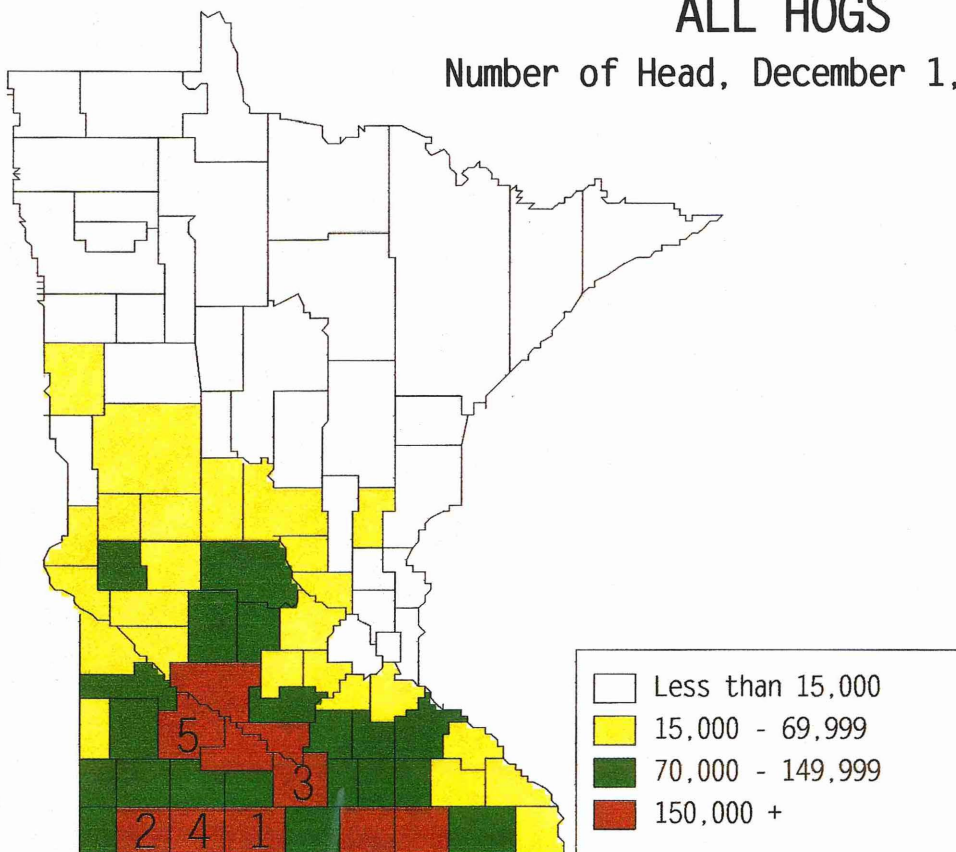 ALL HOGS
Number of Head, December 1,
5
3
2 4 1
Less than 15,000
15,000 - 69,999
70,000 - 149,999
150,000 +